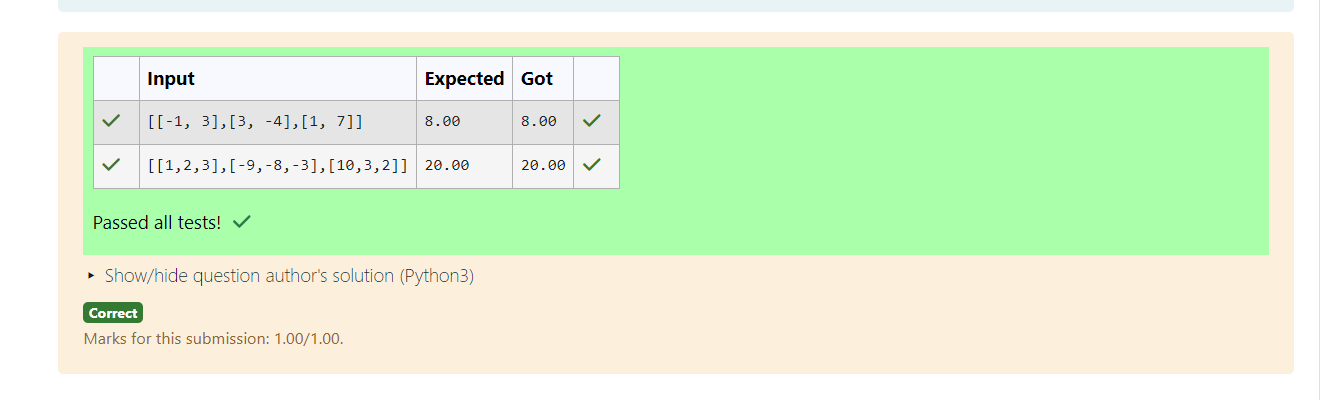 Input Expected Got
[[-1, 3],[3, -4],[1, 7]] 8.00 8.00
[[1,2,3],[-9,-8,-3],[10,3,2]] 20.00 20.00
Passed all tests!
Show/hide question author's solution (Python3)
Correct
Marks for this submission: 1.00/1.00.